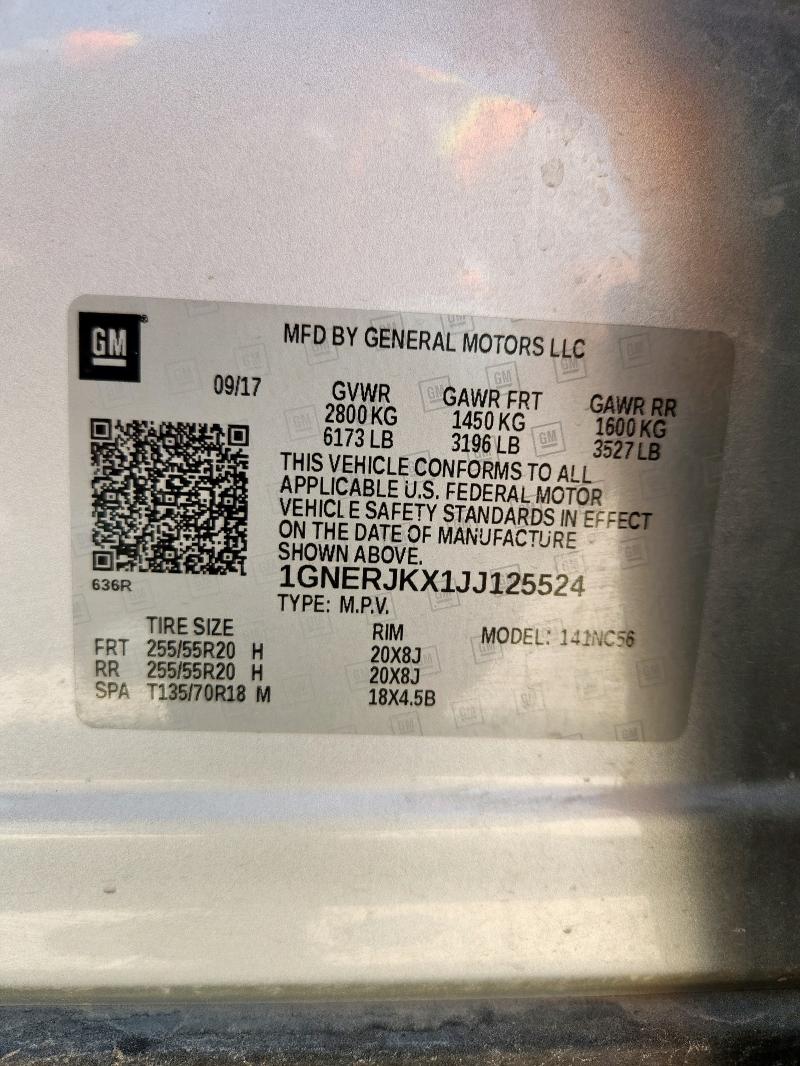 GM
MFD BY GENERAL MOTORS LLC
09/17
GVWR GAWR FRT GAWR RR
2800 KG 1450 KG 1600 KG
6173 LB 3196 LB 3527 LB
THIS VEHICLE CONFORMS TO ALL
APPLICABLE U.S. FEDERAL MOTOR
VEHICLE SAFETY STANDARDS IN EFFECT
ON THE DATE OF MANUFACTURE
SHOWN ABOVE.
636R
1GNERJKX1JJ125524
TYPE: M.P.V.
TIRE SIZE RIM MODEL: 141NC56
FRT 255/55R20 H 20X8J
RR 255/55R20 H 20X8J
SPA T135/70R18 M 18X4.5B